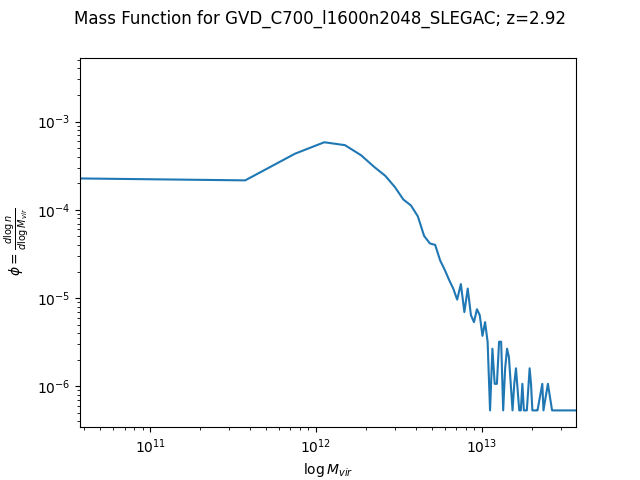 Mass Function for GVD_C700_l1600n2048_SLEGAC; z=2.92
10⁻³
10⁻⁴
10⁻⁵
10⁻⁶
ϕ = d log n / d log M_vir
10¹¹ 10¹² 10¹³
log M_vir